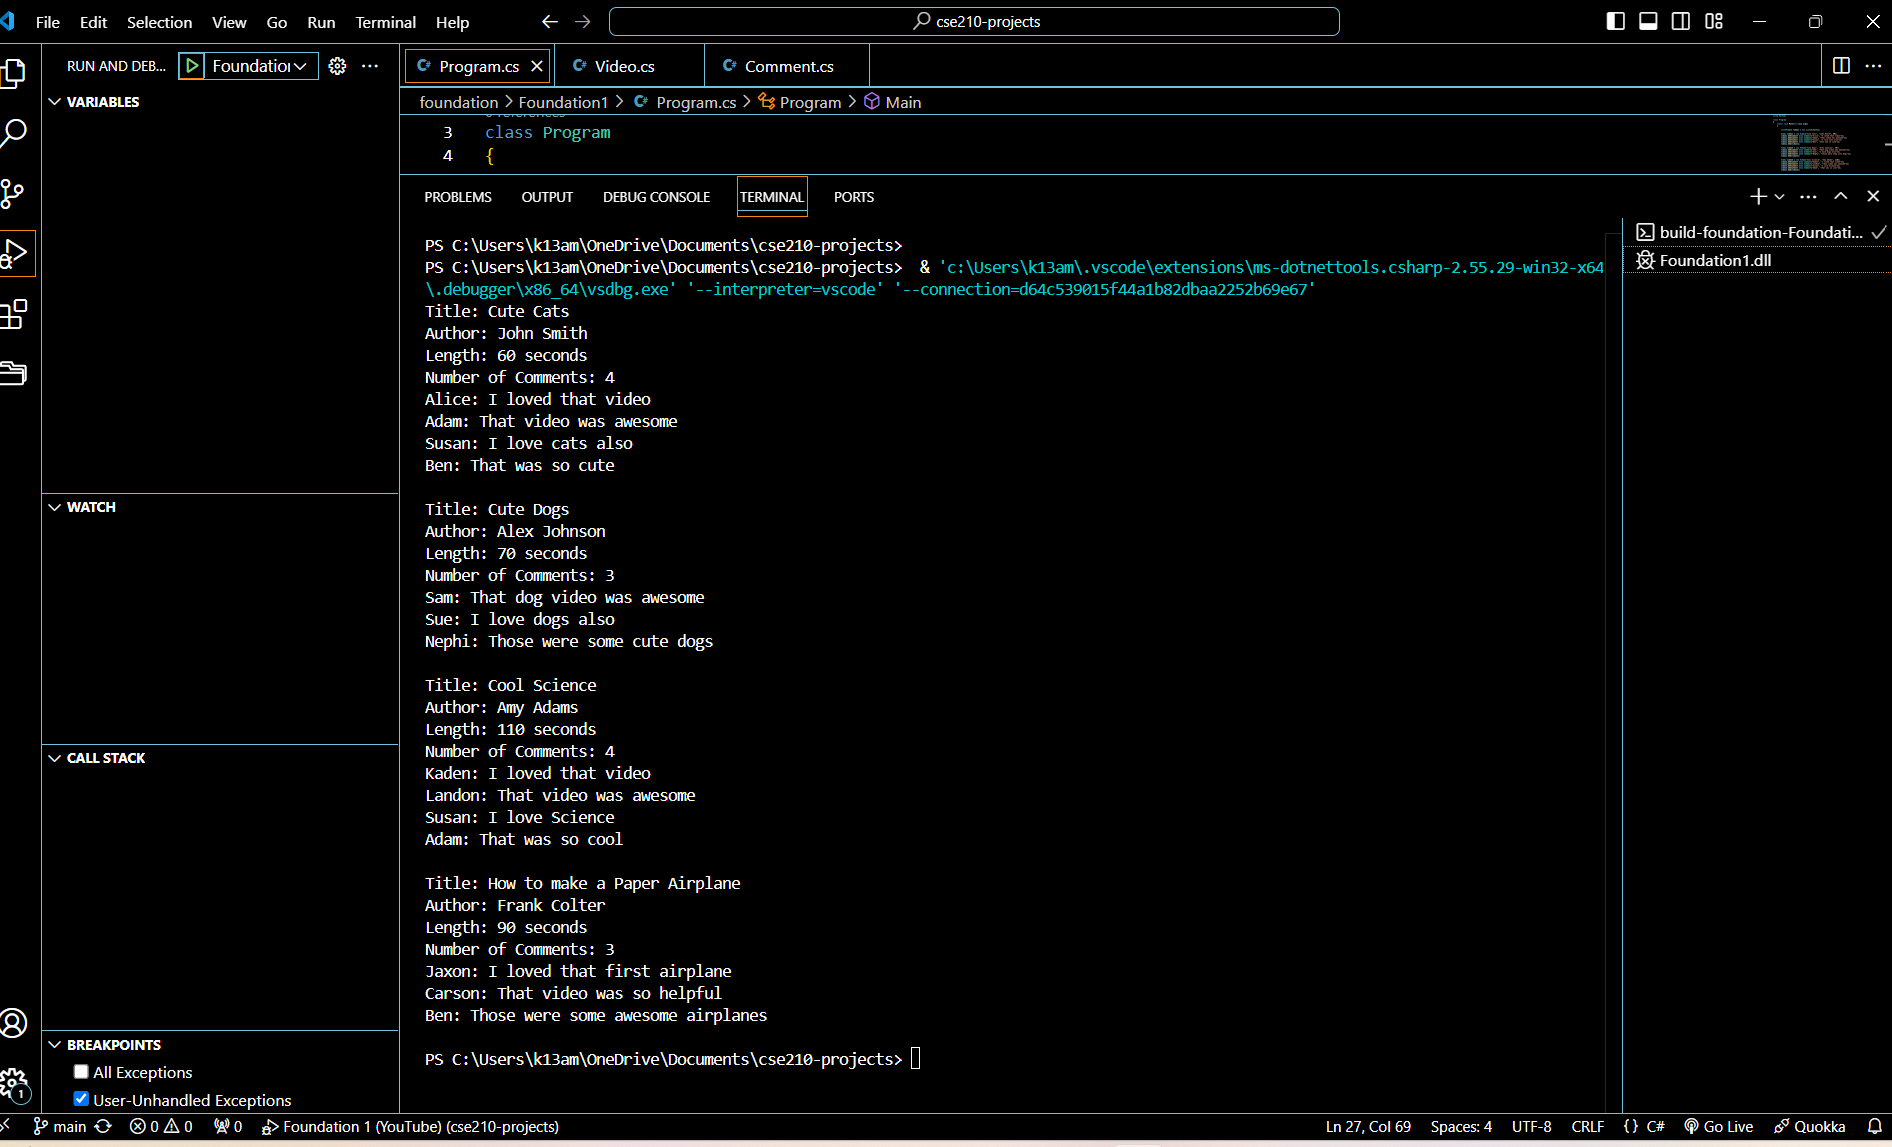 File Edit Selection View Go Run Terminal Help
cse210-projects
RUN AND DEB... Foundation
Program.cs Video.cs Comment.cs
VARIABLES
foundation > Foundation1 > Program.cs > Program > Main
3 class Program
4 {
PROBLEMS OUTPUT DEBUG CONSOLE TERMINAL PORTS
build-foundation-Foundati...
Foundation1.dll
PS C:\Users\k13am\OneDrive\Documents\cse210-projects>
PS C:\Users\k13am\OneDrive\Documents\cse210-projects>  & 'c:\Users\k13am\.vscode\extensions\ms-dotnettools.csharp-2.55.29-win32-x64
\.debugger\x86_64\vsdbg.exe' '--interpreter=vscode' '--connection=d64c539015f44a1b82dbaa2252b69e67'
Title: Cute Cats
Author: John Smith
Length: 60 seconds
Number of Comments: 4
Alice: I loved that video
Adam: That video was awesome
Susan: I love cats also
Ben: That was so cute
Title: Cute Dogs
Author: Alex Johnson
Length: 70 seconds
Number of Comments: 3
Sam: That dog video was awesome
Sue: I love dogs also
Nephi: Those were some cute dogs
Title: Cool Science
Author: Amy Adams
Length: 110 seconds
Number of Comments: 4
Kaden: I loved that video
Landon: That video was awesome
Susan: I love Science
Adam: That was so cool
Title: How to make a Paper Airplane
Author: Frank Colter
Length: 90 seconds
Number of Comments: 3
Jaxon: I loved that first airplane
Carson: That video was so helpful
Ben: Those were some awesome airplanes
PS C:\Users\k13am\OneDrive\Documents\cse210-projects>
WATCH
CALL STACK
BREAKPOINTS
All Exceptions
User-Unhandled Exceptions
1
main 0 0 0 Foundation 1 (YouTube) (cse210-projects) Ln 27, Col 69 Spaces: 4 UTF-8 CRLF {} C# Go Live Quokka